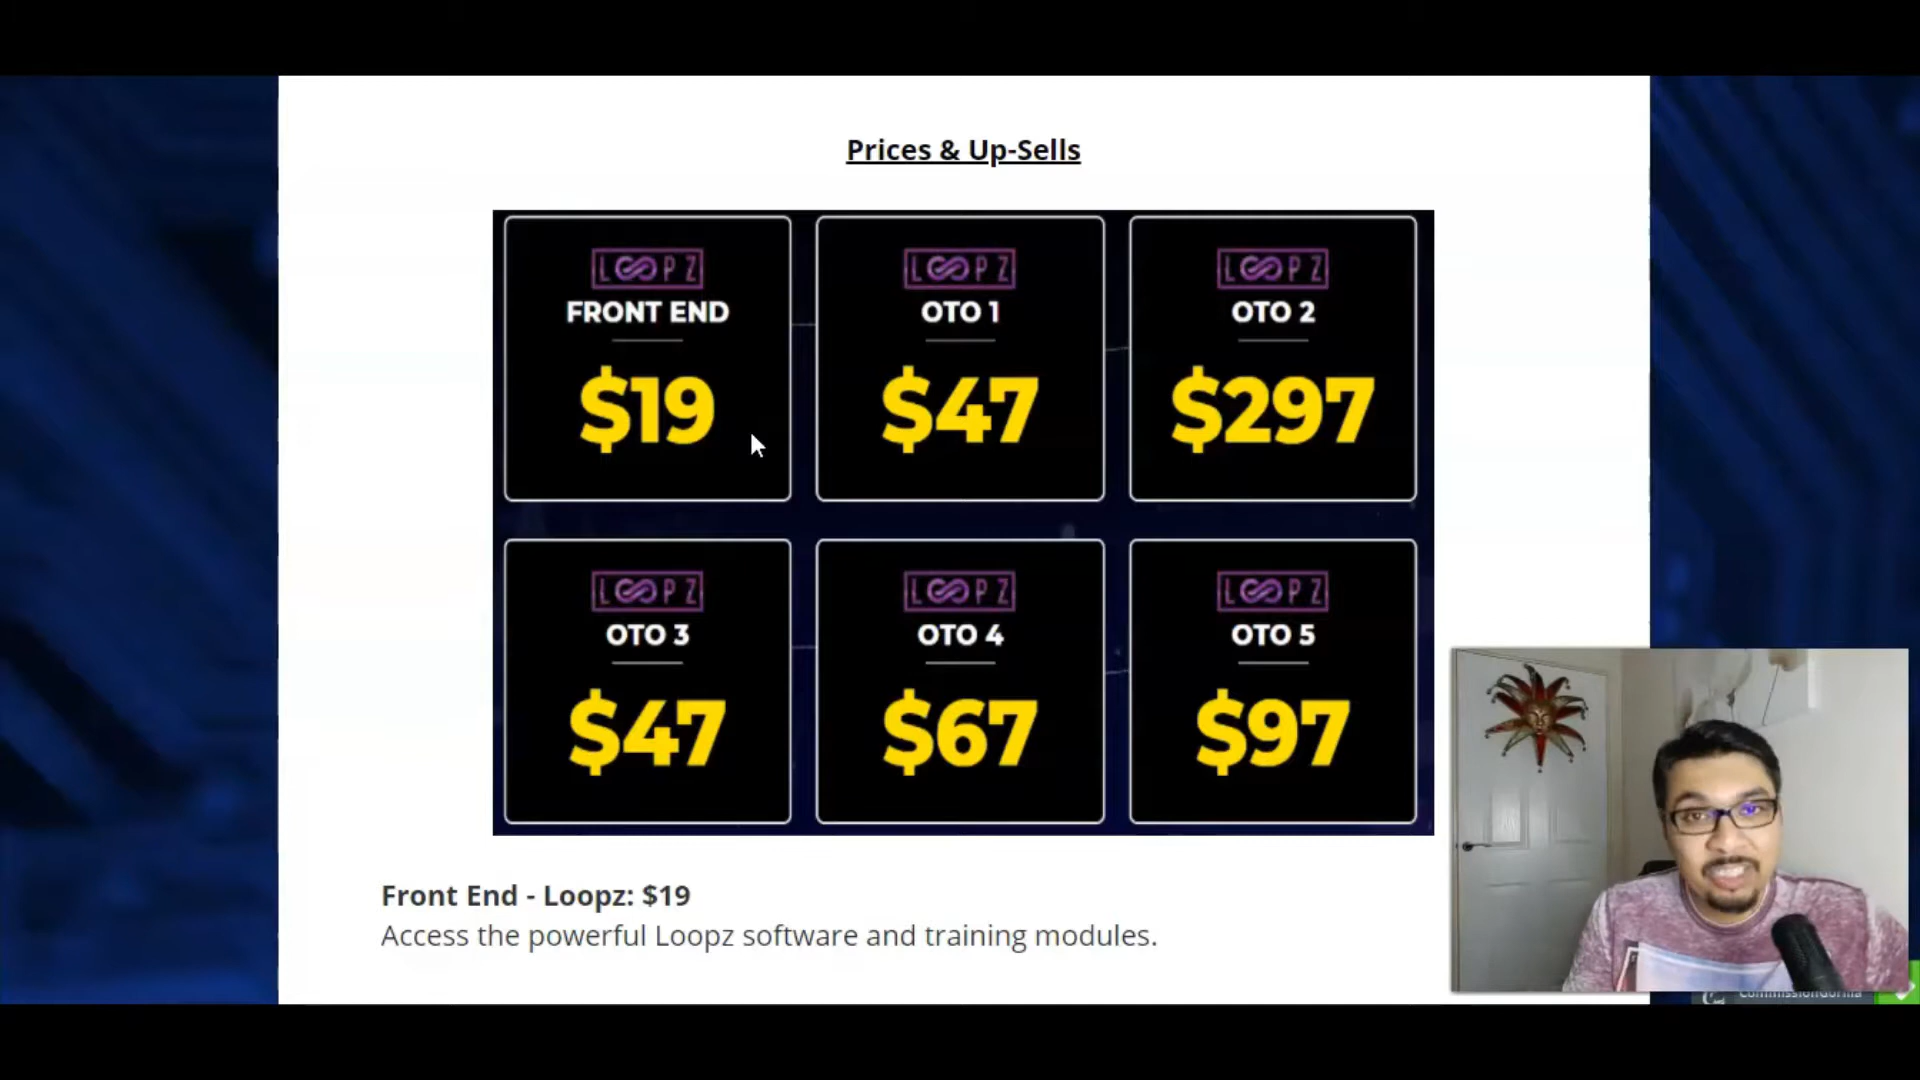 Prices & Up-Sells
LOOPZ
FRONT END
$19
LOOPZ
OTO 1
$47
LOOPZ
OTO 2
$297
LOOPZ
OTO 3
$47
LOOPZ
OTO 4
$67
LOOPZ
OTO 5
$97
Front End - Loopz: $19
Access the powerful Loopz software and training modules.
CommissionGorilla